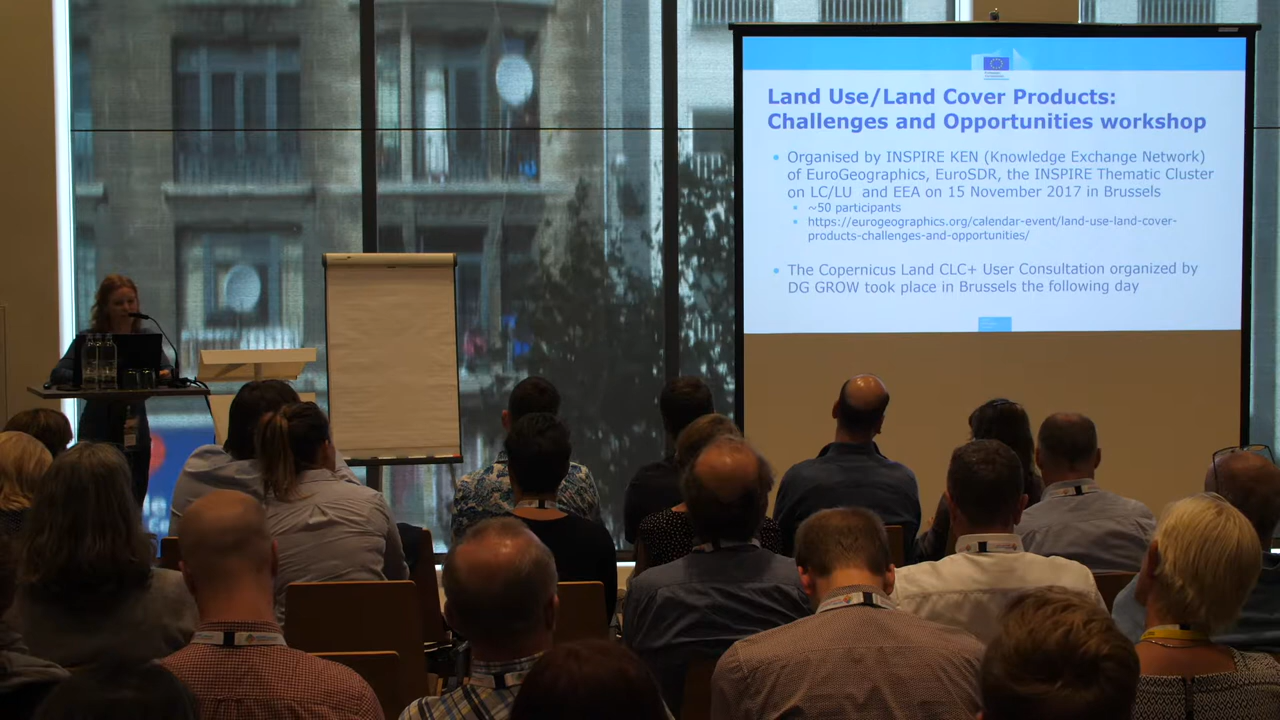 Land Use/Land Cover Products:
Challenges and Opportunities workshop
Organised by INSPIRE KEN (Knowledge Exchange Network)
of EuroGeographics, EuroSDR, the INSPIRE Thematic Cluster
on LC/LU and EEA on 15 November 2017 in Brussels
~50 participants
https://eurogeographics.org/calendar-event/land-use-land-cover-
products-challenges-and-opportunities/
The Copernicus Land CLC+ User Consultation organized by
DG GROW took place in Brussels the following day